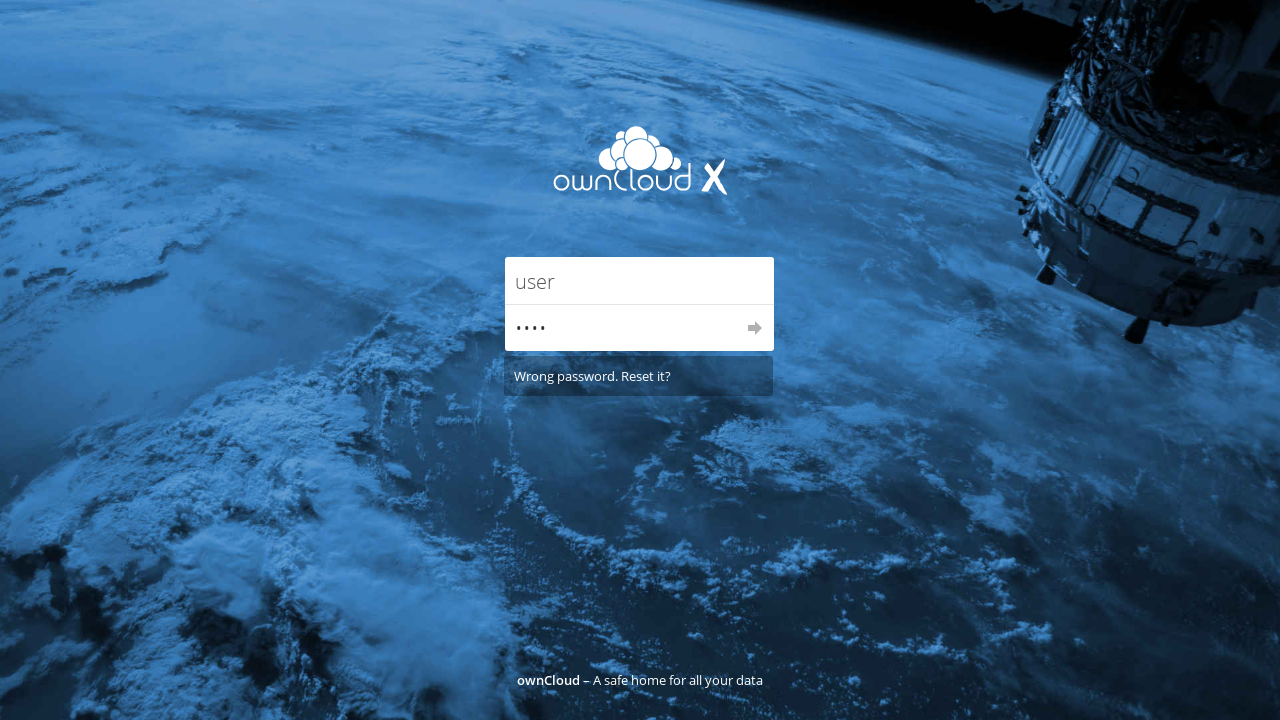 ownCloud X
user
••••
Wrong password. Reset it?
ownCloud – A safe home for all your data